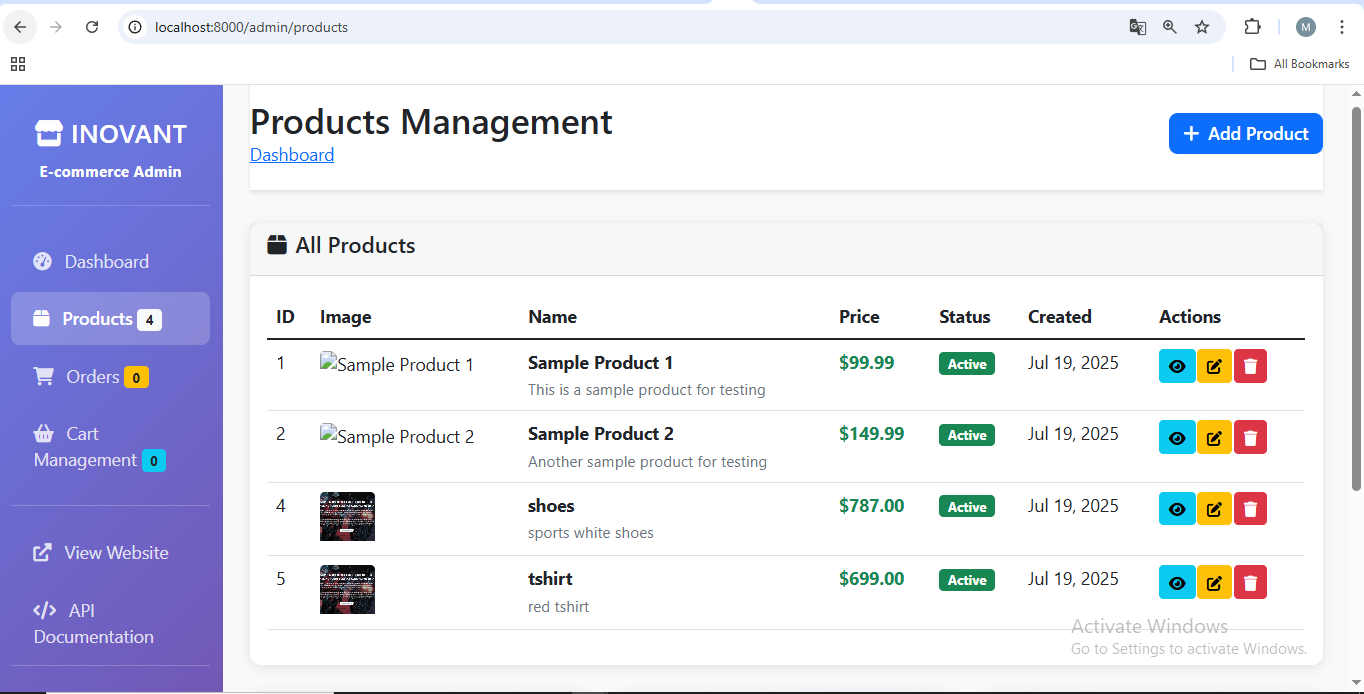 localhost:8000/admin/products
M
All Bookmarks
INOVANT
E-commerce Admin
Dashboard
Products 4
Orders 0
Cart
Management 0
View Website
API
Documentation
Products Management
Dashboard
Add Product
All Products
ID Image Name Price Status Created Actions
1 Sample Product 1 Sample Product 1 $99.99 Active Jul 19, 2025
This is a sample product for testing
2 Sample Product 2 Sample Product 2 $149.99 Active Jul 19, 2025
Another sample product for testing
4 shoes $787.00 Active Jul 19, 2025
sports white shoes
5 tshirt $699.00 Active Jul 19, 2025
red tshirt
Activate Windows
Go to Settings to activate Windows.